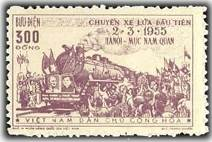 BƯU-ĐIỆN
300
ĐỒNG
CHUYẾN XE LỬA ĐẦU TIÊN
2-3-1955
HANỘI - MỤC NAM QUAN
VIỆT NAM DÂN CHỦ CỘNG HÒA